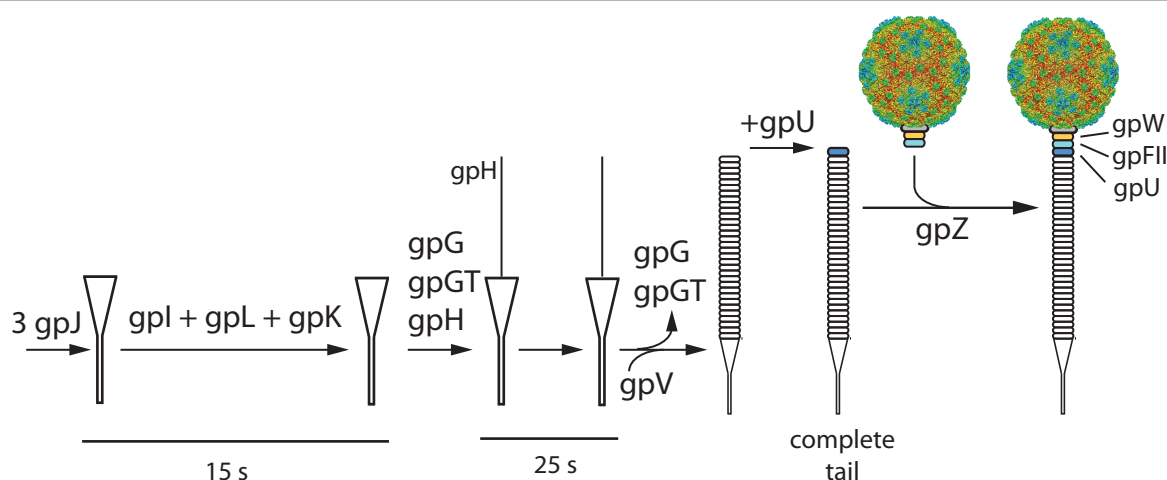 3 gpJ
gpI + gpL + gpK
gpG
gpGT
gpH
gpH
gpG
gpGT
gpV
+gpU
gpZ
gpW
gpFII
gpU
15 s
25 s
complete
tail